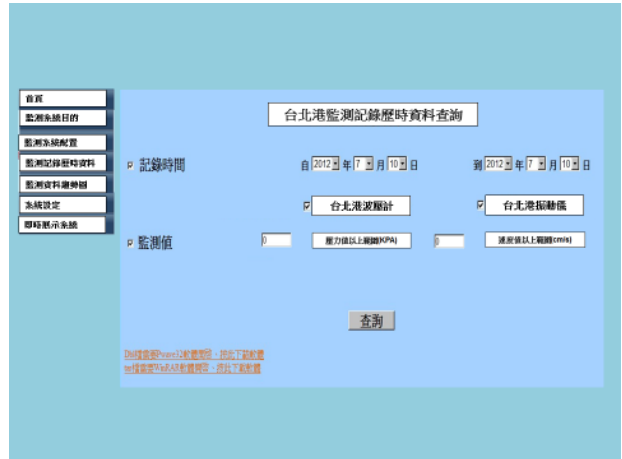 首頁
監測系統目的
監測系統配置
監測記錄歷時資料
監測資料趨勢圖
系統設定
即時展示系統
台北港監測記錄歷時資料查詢
記錄時間 自 2012 年 7 月 10 日 到 2012 年 7 月 10 日
台北港波壓計 台北港振動儀
監測值 0 壓力值以上範圍(KPA) 0 速度值以上範圍(cm/s)
查詢